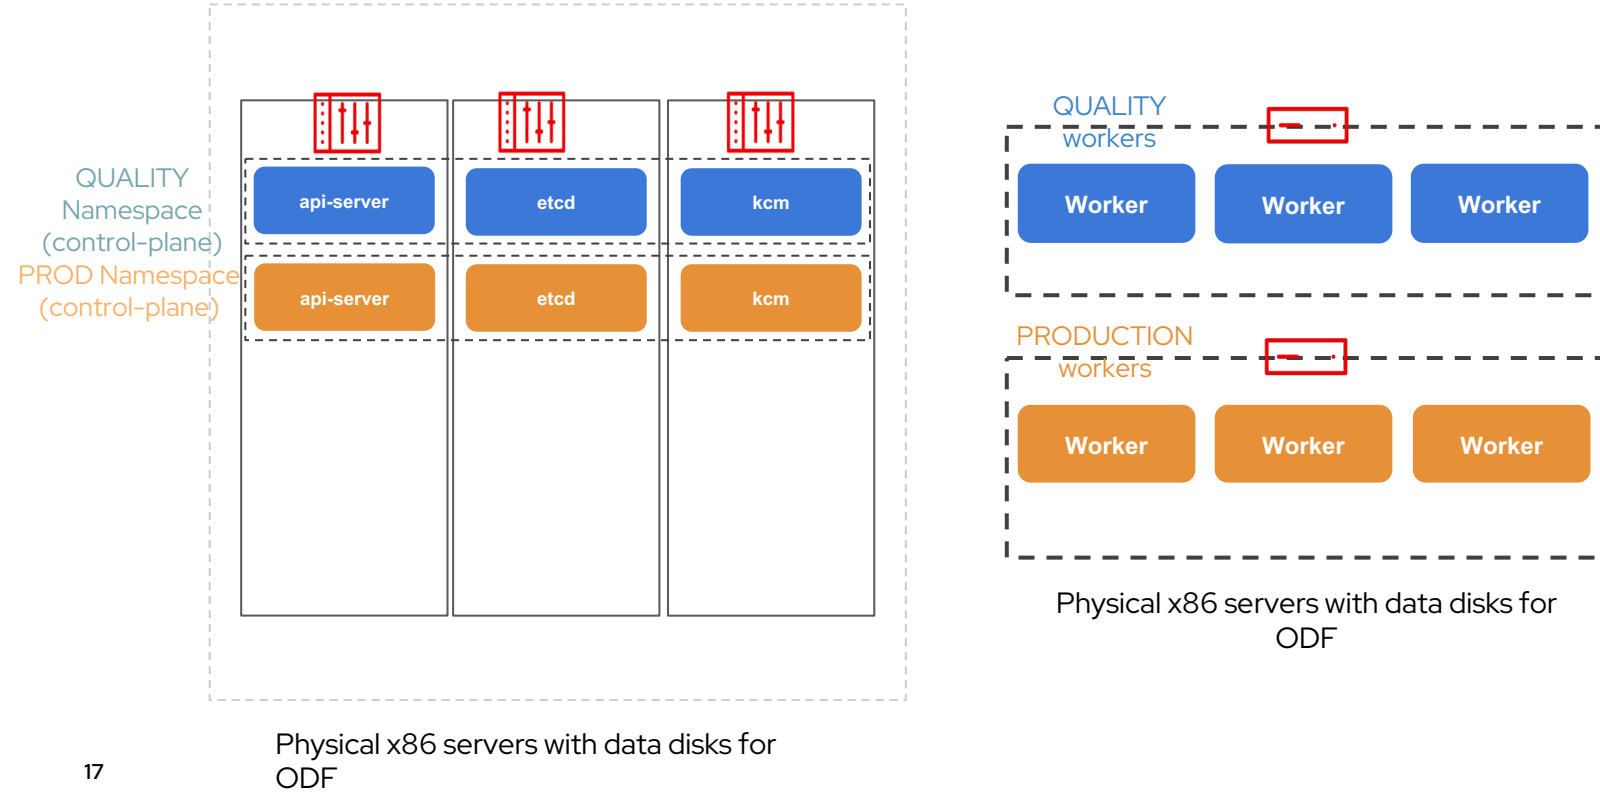 QUALITY
Namespace
(control-plane)
PROD Namespace
(control-plane)
api-server
etcd
kcm
api-server
etcd
kcm
Physical x86 servers with data disks for
ODF
QUALITY
workers
Worker
Worker
Worker
PRODUCTION
workers
Worker
Worker
Worker
Physical x86 servers with data disks for
ODF
17